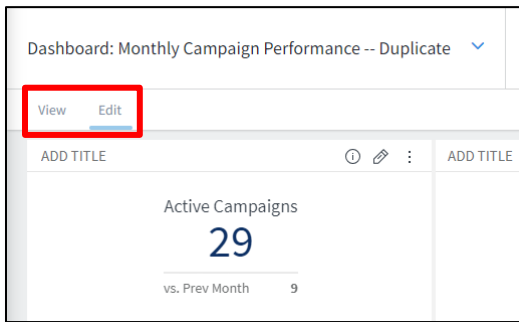 Dashboard: Monthly Campaign Performance -- Duplicate
View Edit
ADD TITLE ADD TITLE
Active Campaigns
29
vs. Prev Month 9